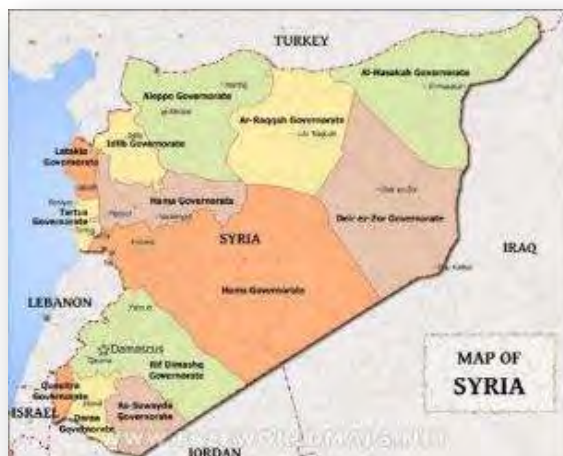 TURKEY
Al-Hasakah Governorate
Aleppo Governorate
Ar-Raqqah Governorate
Idlib Governorate
Latakia
Governorate
Hama Governorate
Tartus
Governorate
Deir-ez-Zor Governorate
SYRIA
IRAQ
Homs Governorate
LEBANON
Damascus
Rif Dimashq
Governorate
Quneitra
Governorate
As-Suwayda
Governorate
Daraa
Governorate
ISRAEL
JORDAN
MAP OF
SYRIA